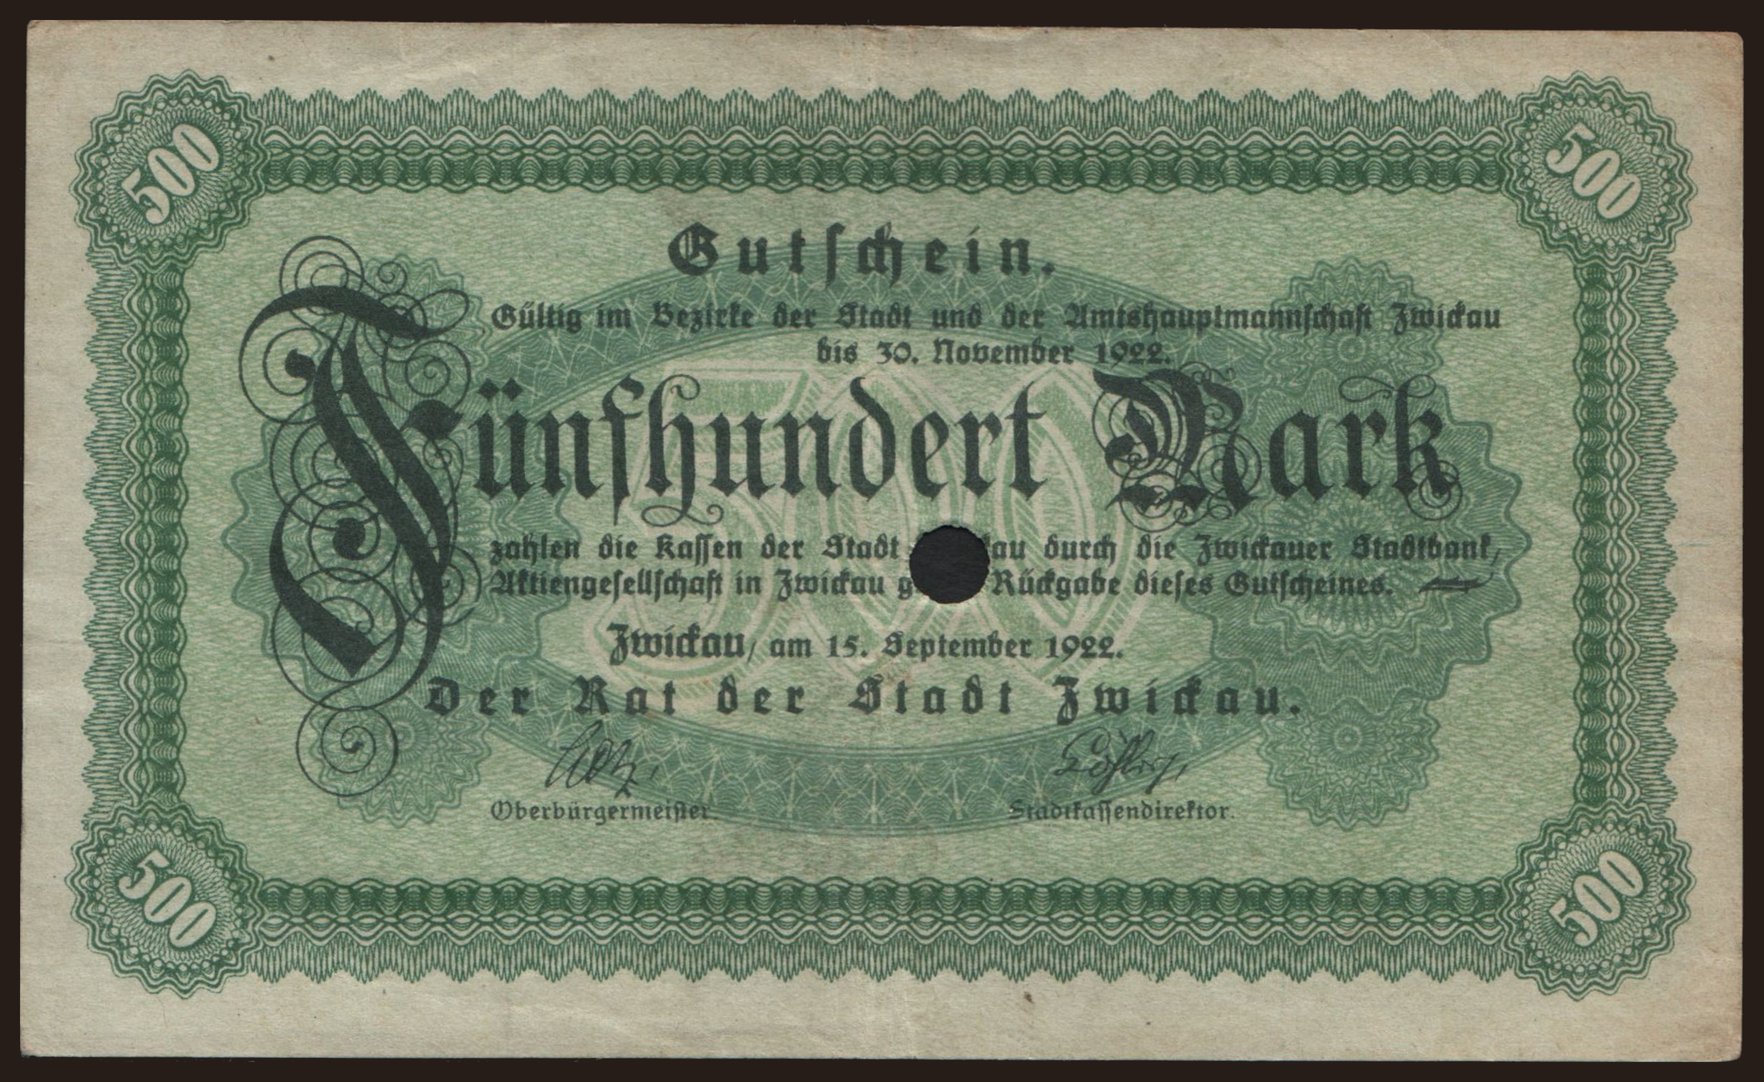 500
500
Gutschein.
Gültig im Bezirke der Stadt und der Amtshauptmannschaft Zwickau
bis 30. November 1922.
Fünfhundert Mark
500
zahlen die Kassen der Stadt kau durch die Zwickauer Stadtbank,
Aktiengesellschaft in Zwickau g Rückgabe dieses Gutscheines.
Zwickau, am 15. September 1922.
Der Rat der Stadt Zwickau.
Oberbürgermeister.
Stadtkassendirektor.
500
500